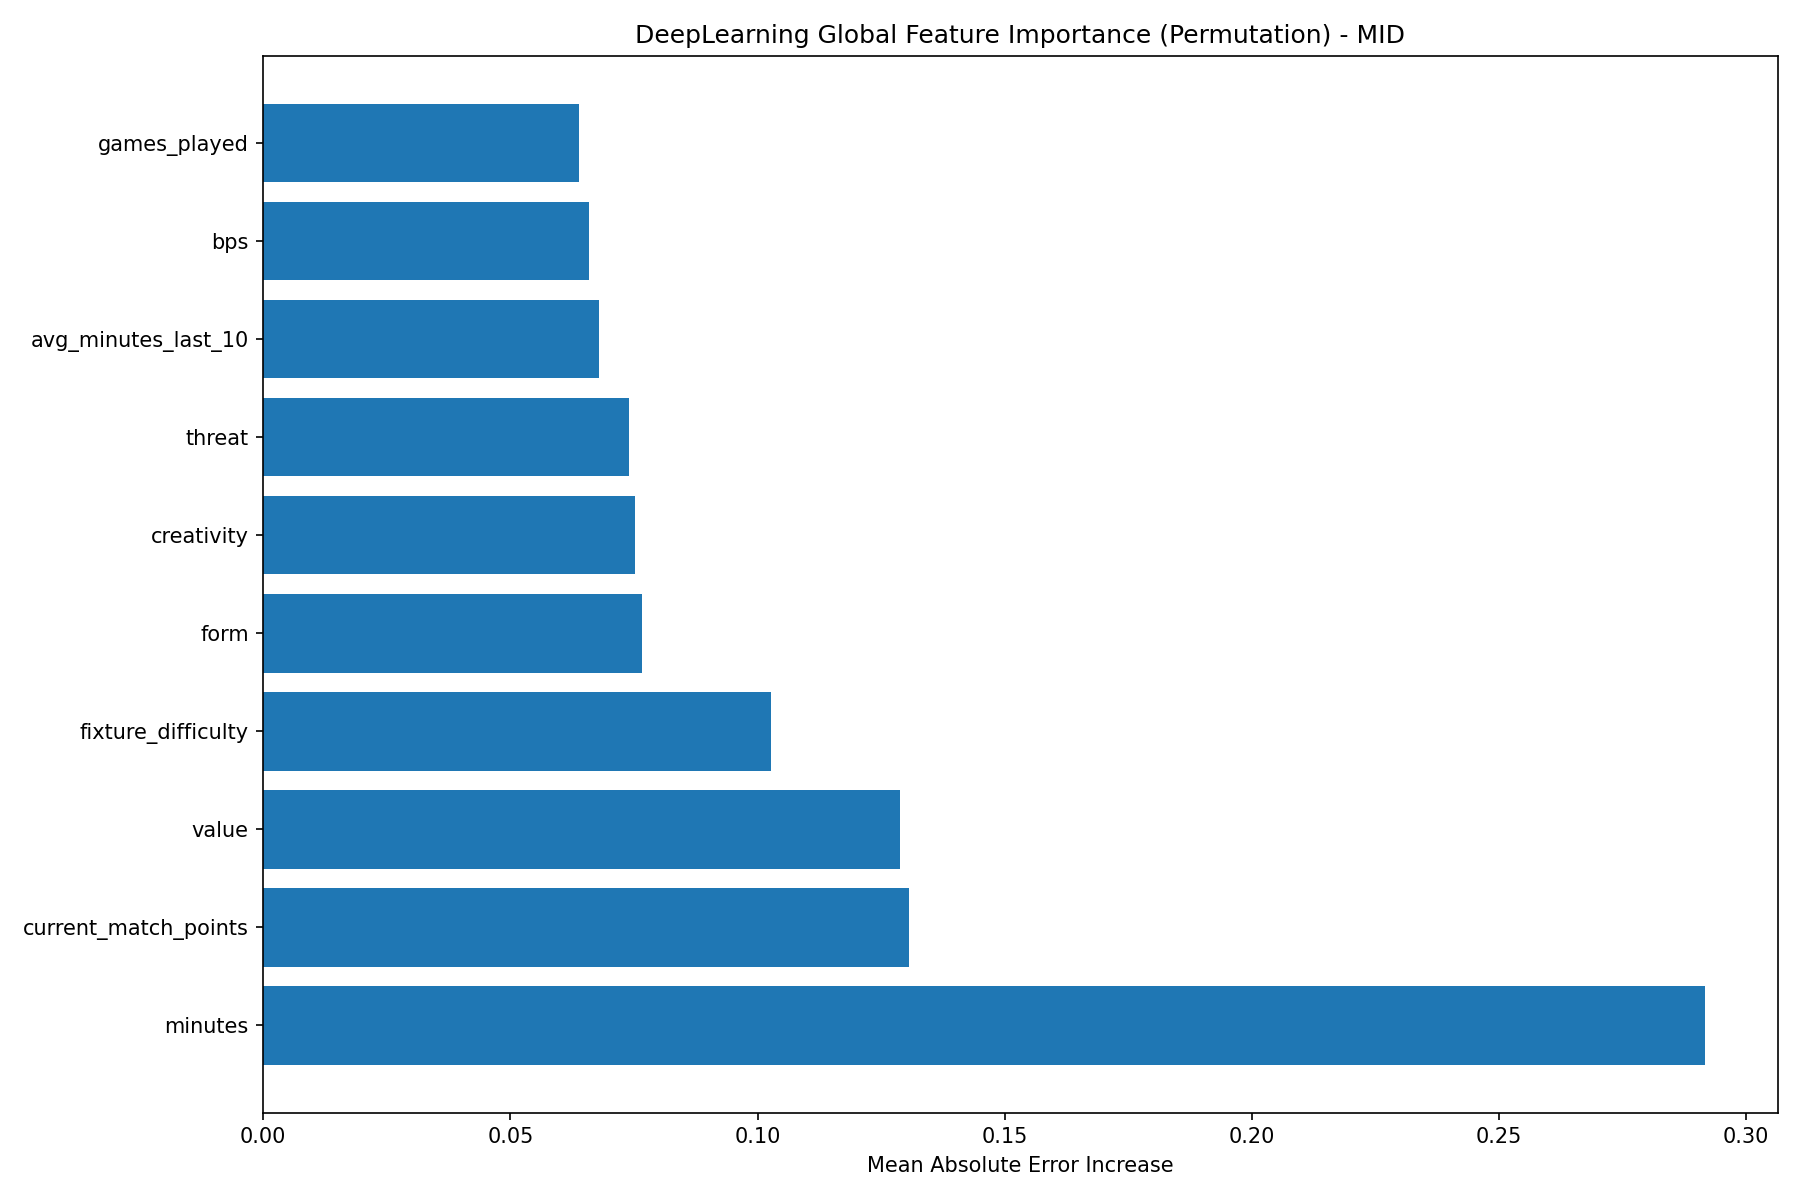 DeepLearning Global Feature Importance (Permutation) - MID
games_played
bps
avg_minutes_last_10
threat
creativity
form
fixture_difficulty
value
current_match_points
minutes
0.00 0.05 0.10 0.15 0.20 0.25 0.30
Mean Absolute Error Increase